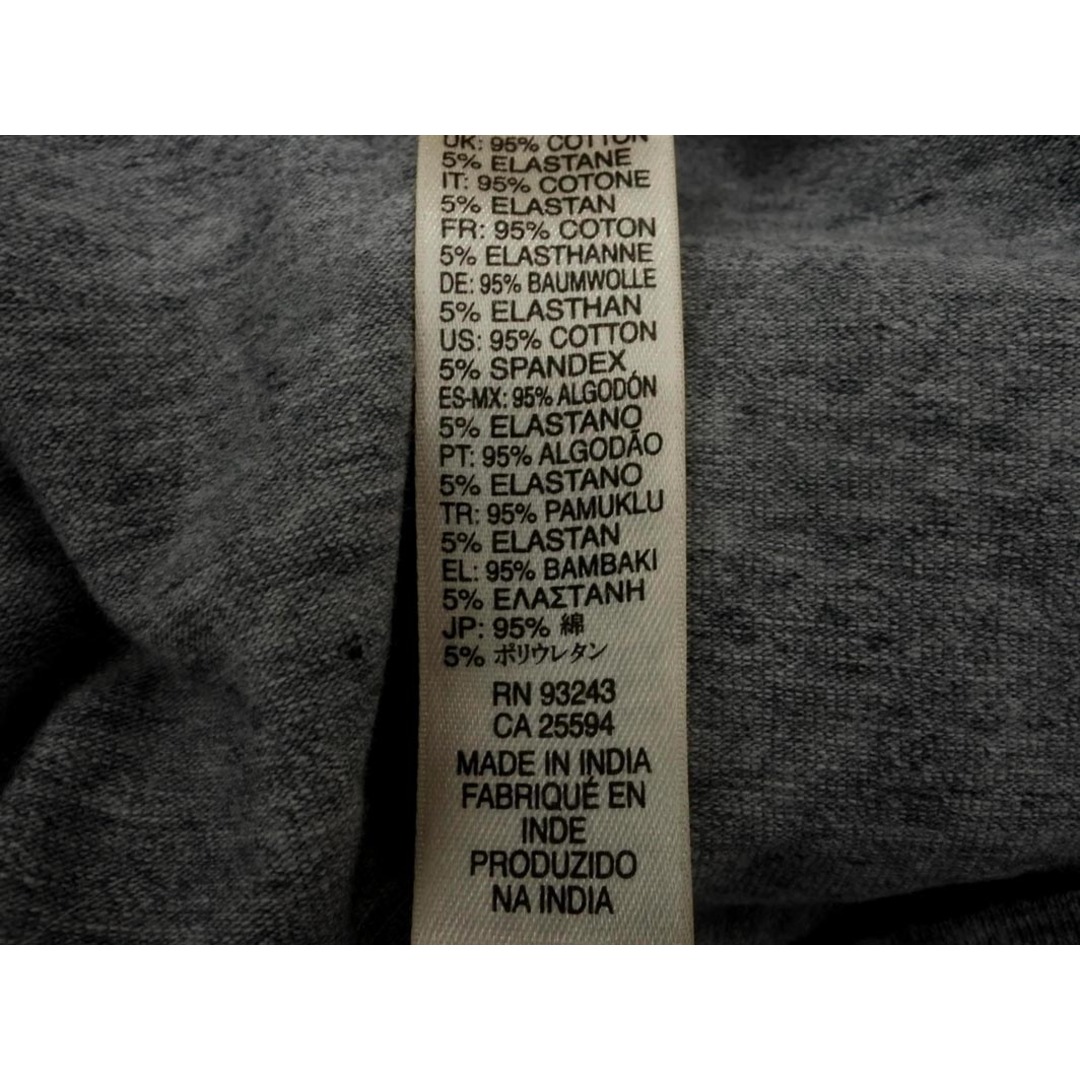 UK: 95% COTTON
5% ELASTANE
IT: 95% COTONE
5% ELASTAN
FR: 95% COTON
5% ELASTHANNE
DE: 95% BAUMWOLLE
5% ELASTHAN
US: 95% COTTON
5% SPANDEX
ES-MX: 95% ALGODÓN
5% ELASTANO
PT: 95% ALGODÃO
5% ELASTANO
TR: 95% PAMUKLU
5% ELASTAN
EL: 95% BAMBAKI
5% ΕΛΑΣΤΑΝΗ
JP: 95% 綿
5% ポリウレタン
RN 93243
CA 25594
MADE IN INDIA
FABRIQUÉ EN
INDE
PRODUZIDO
NA INDIA